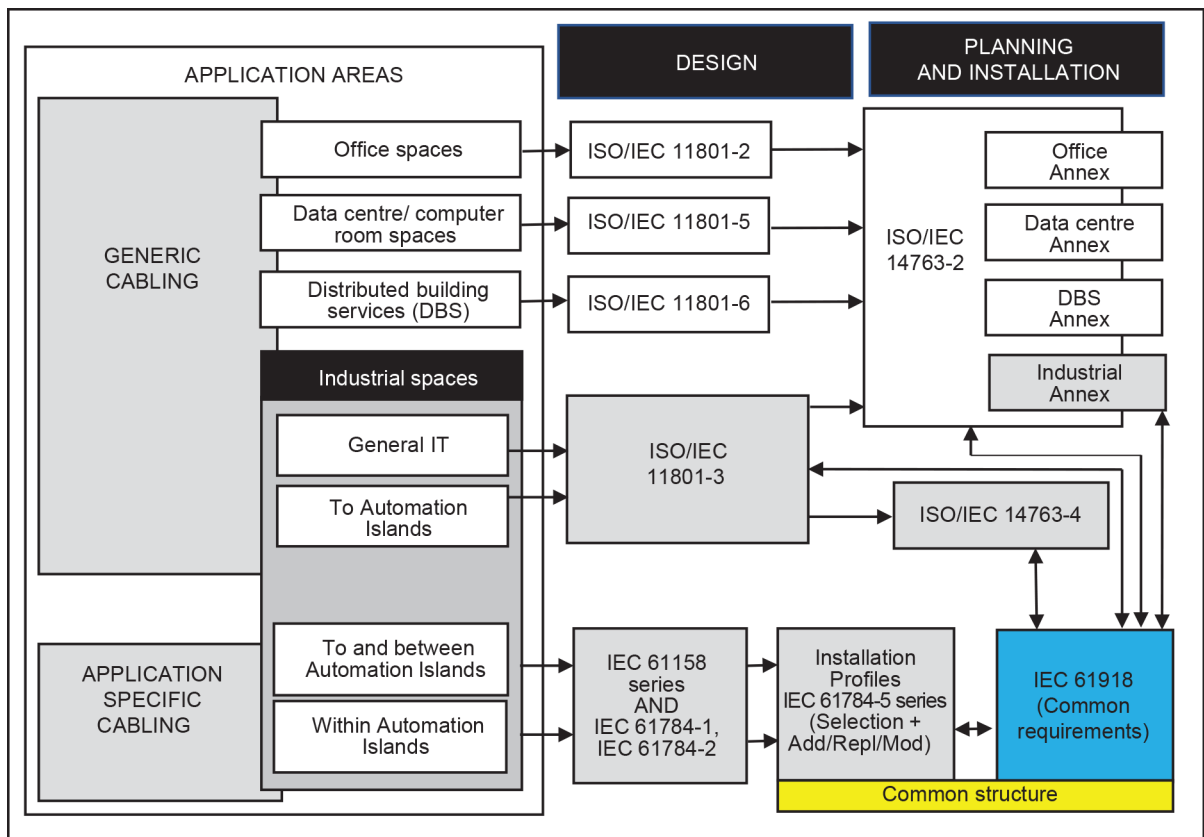 APPLICATION AREAS
DESIGN
PLANNING
AND INSTALLATION
GENERIC
CABLING
Office spaces
ISO/IEC 11801-2
Data centre/ computer
room spaces
ISO/IEC 11801-5
Distributed building
services (DBS)
ISO/IEC 11801-6
ISO/IEC
14763-2
Office
Annex
Data centre
Annex
DBS
Annex
Industrial
Annex
Industrial spaces
General IT
To Automation
Islands
ISO/IEC
11801-3
ISO/IEC 14763-4
APPLICATION
SPECIFIC
CABLING
To and between
Automation Islands
Within Automation
Islands
IEC 61158
series
AND
IEC 61784-1,
IEC 61784-2
Installation
Profiles
IEC 61784-5 series
(Selection +
Add/Repl/Mod)
IEC 61918
(Common
requirements)
Common structure